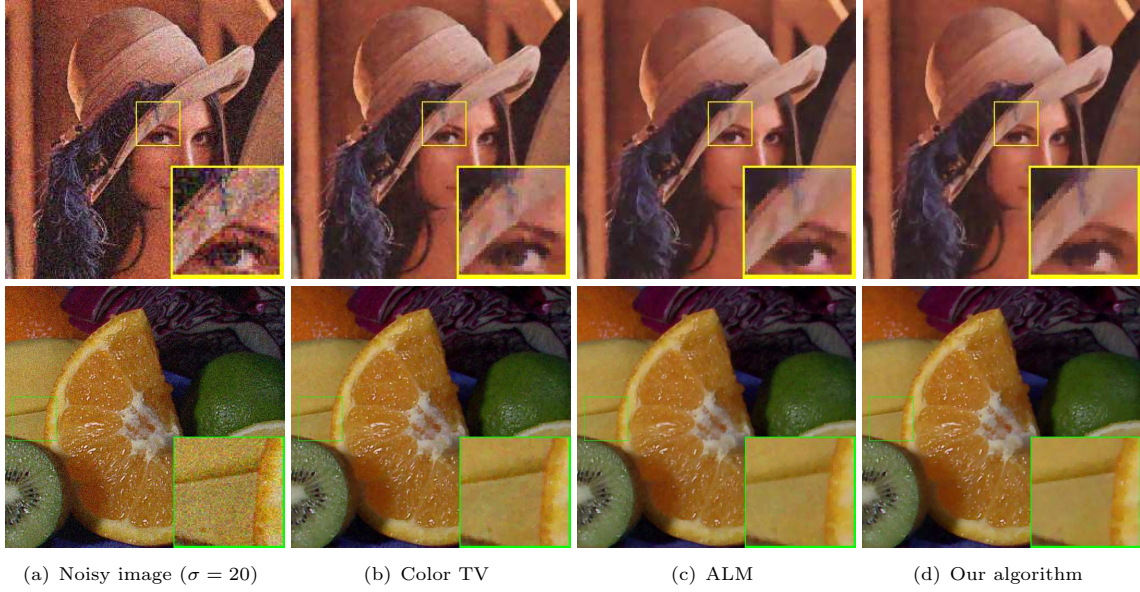 (a) Noisy image (σ = 20)
(b) Color TV
(c) ALM
(d) Our algorithm